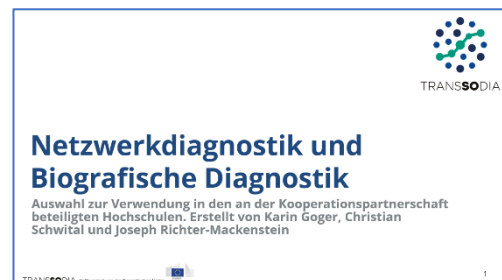 TRANSSODIA
Netzwerkdiagnostik und
Biografische Diagnostik
Auswahl zur Verwendung in den an der Kooperationspartnerschaft
beteiligten Hochschulen. Erstellt von Karin Goger, Christian
Schwital und Joseph Richter-Mackenstein
TRANSSODIA
1